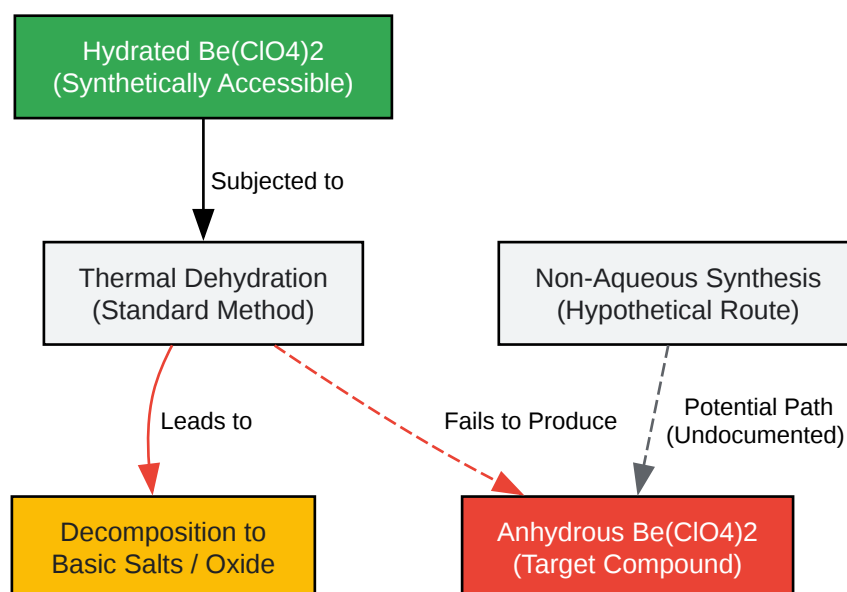 Hydrated Be(ClO4)2
(Synthetically Accessible)
Subjected to
Thermal Dehydration
(Standard Method)
Non-Aqueous Synthesis
(Hypothetical Route)
Leads to
Fails to Produce
Potential Path
(Undocumented)
Decomposition to
Basic Salts / Oxide
Anhydrous Be(ClO4)2
(Target Compound)